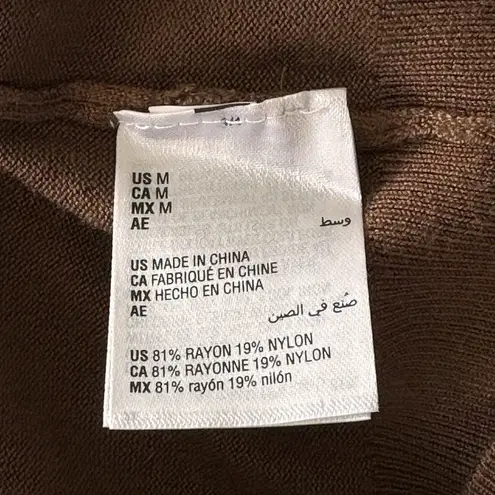 US M
CA M
MX M
AE وسط
US MADE IN CHINA
CA FABRIQUÉ EN CHINE
MX HECHO EN CHINA
AE صُنع في الصين
US 81% RAYON 19% NYLON
CA 81% RAYONNE 19% NYLON
MX 81% rayón 19% nilón